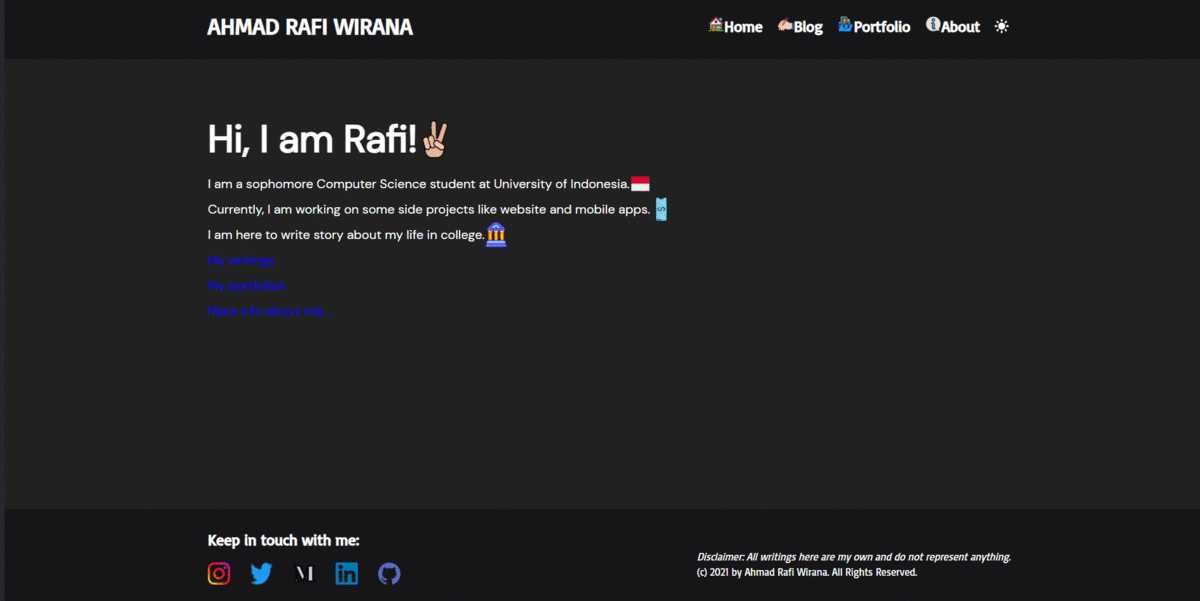 AHMAD RAFI WIRANA
Home Blog Portfolio About
Hi, I am Rafi!
I am a sophomore Computer Science student at University of Indonesia.
Currently, I am working on some side projects like website and mobile apps.
I am here to write story about my life in college.
My writings
My portfolios
More info about me...
Keep in touch with me:
Disclaimer: All writings here are my own and do not represent anything.
(c) 2021 by Ahmad Rafi Wirana. All Rights Reserved.